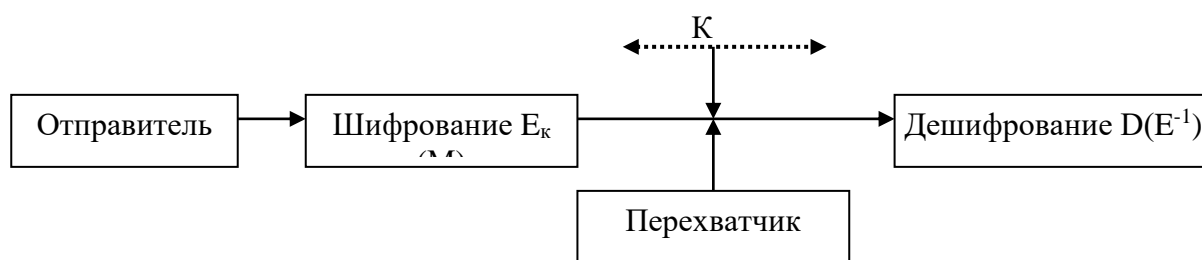 К
Отправитель
Шифрование Eк
(М)
Дешифрование D(E⁻¹)
Перехватчик